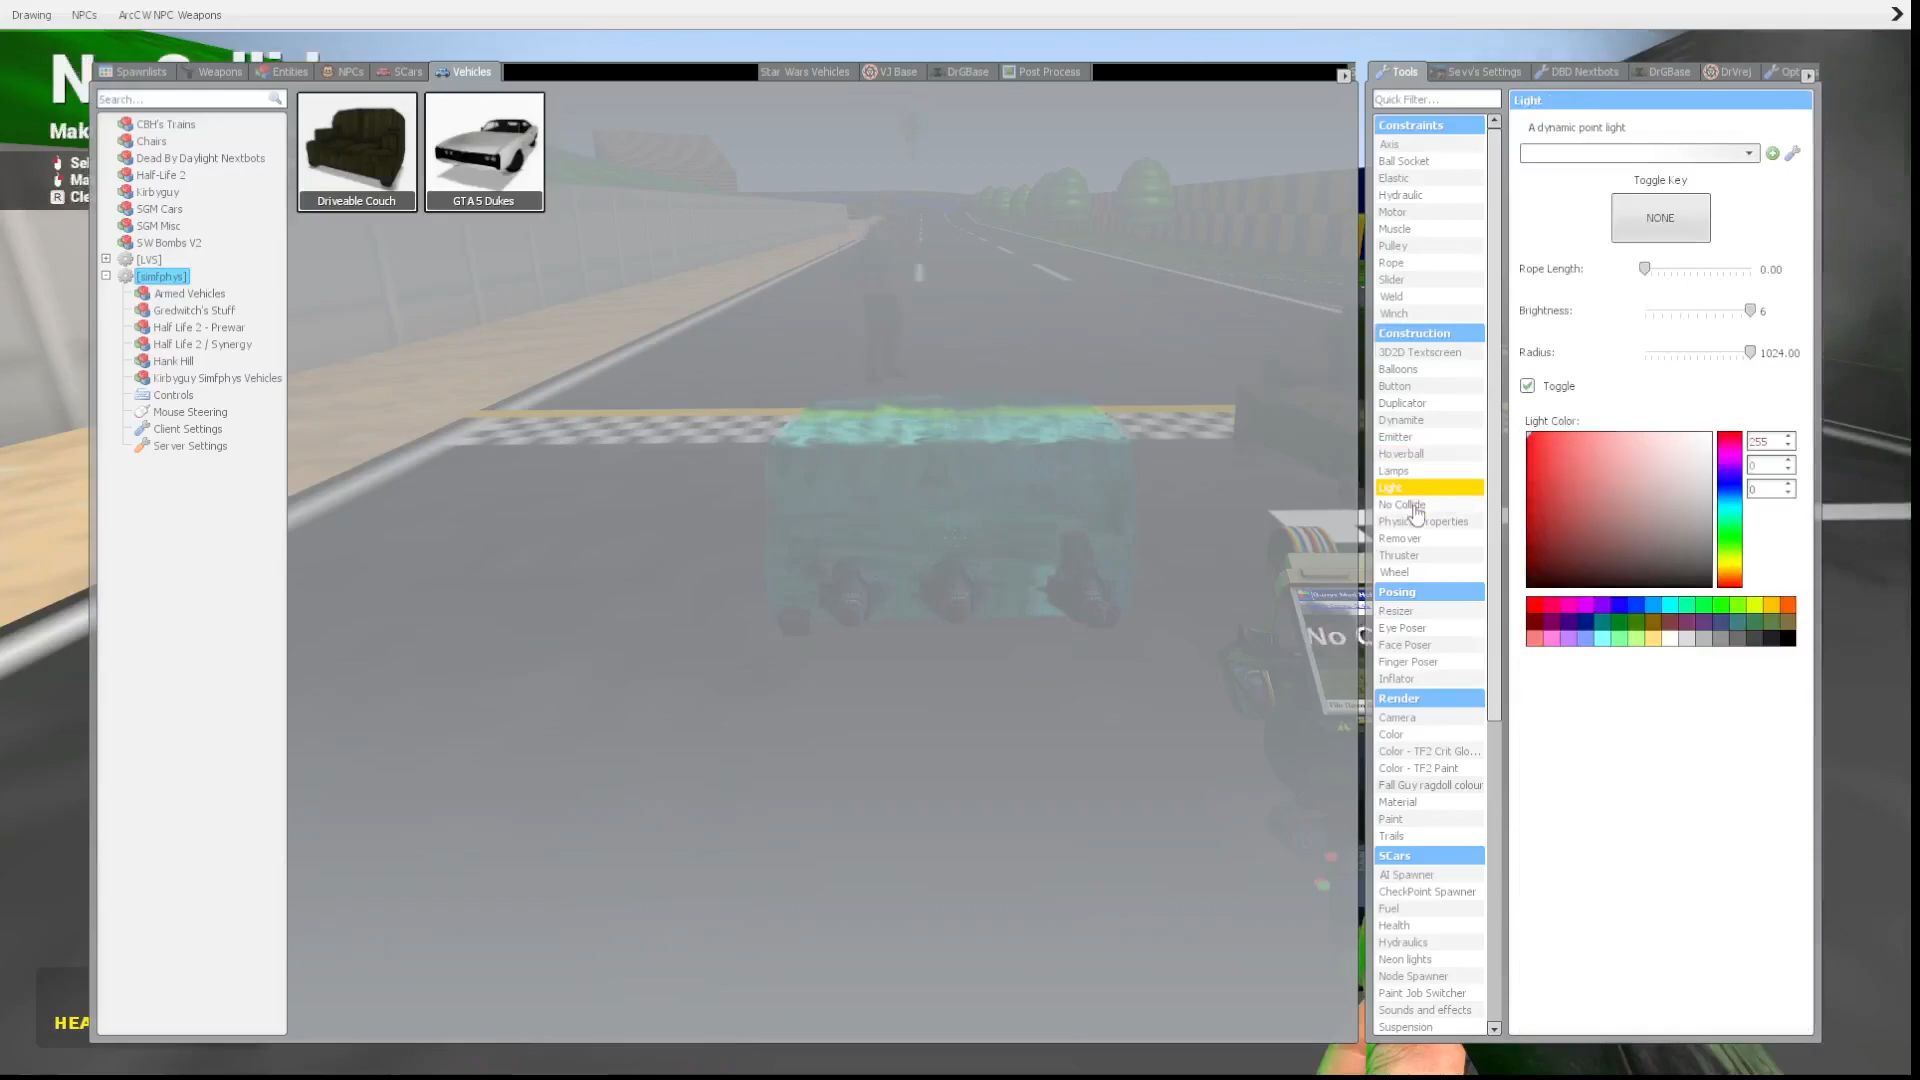 Drawing NPCs ArcCW NPC Weapons
Spawnlists Weapons Entities NPCs SCars Vehicles Star Wars Vehicles VJ Base DrGBase Post Process
Tools Sevv's Settings DBD Nextbots DrGBase DrVrej
Search...
CBH's Trains
Chairs
Dead By Daylight Nextbots
Half-Life 2
Kirbyguy
SGM Cars
SGM Misc
SW Bombs V2
[LVS]
[simfphys]
Armed Vehicles
Gredwitch's Stuff
Half Life 2 - Prewar
Half Life 2 / Synergy
Hank Hill
Kirbyguy Simfphys Vehicles
Controls
Mouse Steering
Client Settings
Server Settings
Driveable Couch
GTA 5 Dukes
Quick Filter...
Constraints
Axis
Ball Socket
Elastic
Hydraulic
Motor
Muscle
Pulley
Rope
Slider
Weld
Winch
Construction
3D2D Textscreen
Balloons
Button
Duplicator
Dynamite
Emitter
Hoverball
Lamps
Light
No Collide
Physics Properties
Remover
Thruster
Wheel
Posing
Resizer
Eye Poser
Face Poser
Finger Poser
Inflator
Render
Camera
Color
Color - TF2 Crit Glo...
Color - TF2 Paint
Fall Guy ragdoll colour
Material
Paint
Trails
SCars
AI Spawner
CheckPoint Spawner
Fuel
Health
Hydraulics
Neon lights
Node Spawner
Paint Job Switcher
Sounds and effects
Suspension
Light
A dynamic point light
Toggle Key
NONE
Rope Length: 0.00
Brightness: 6
Radius: 1024.00
Toggle
Light Color:
255
0
0
R